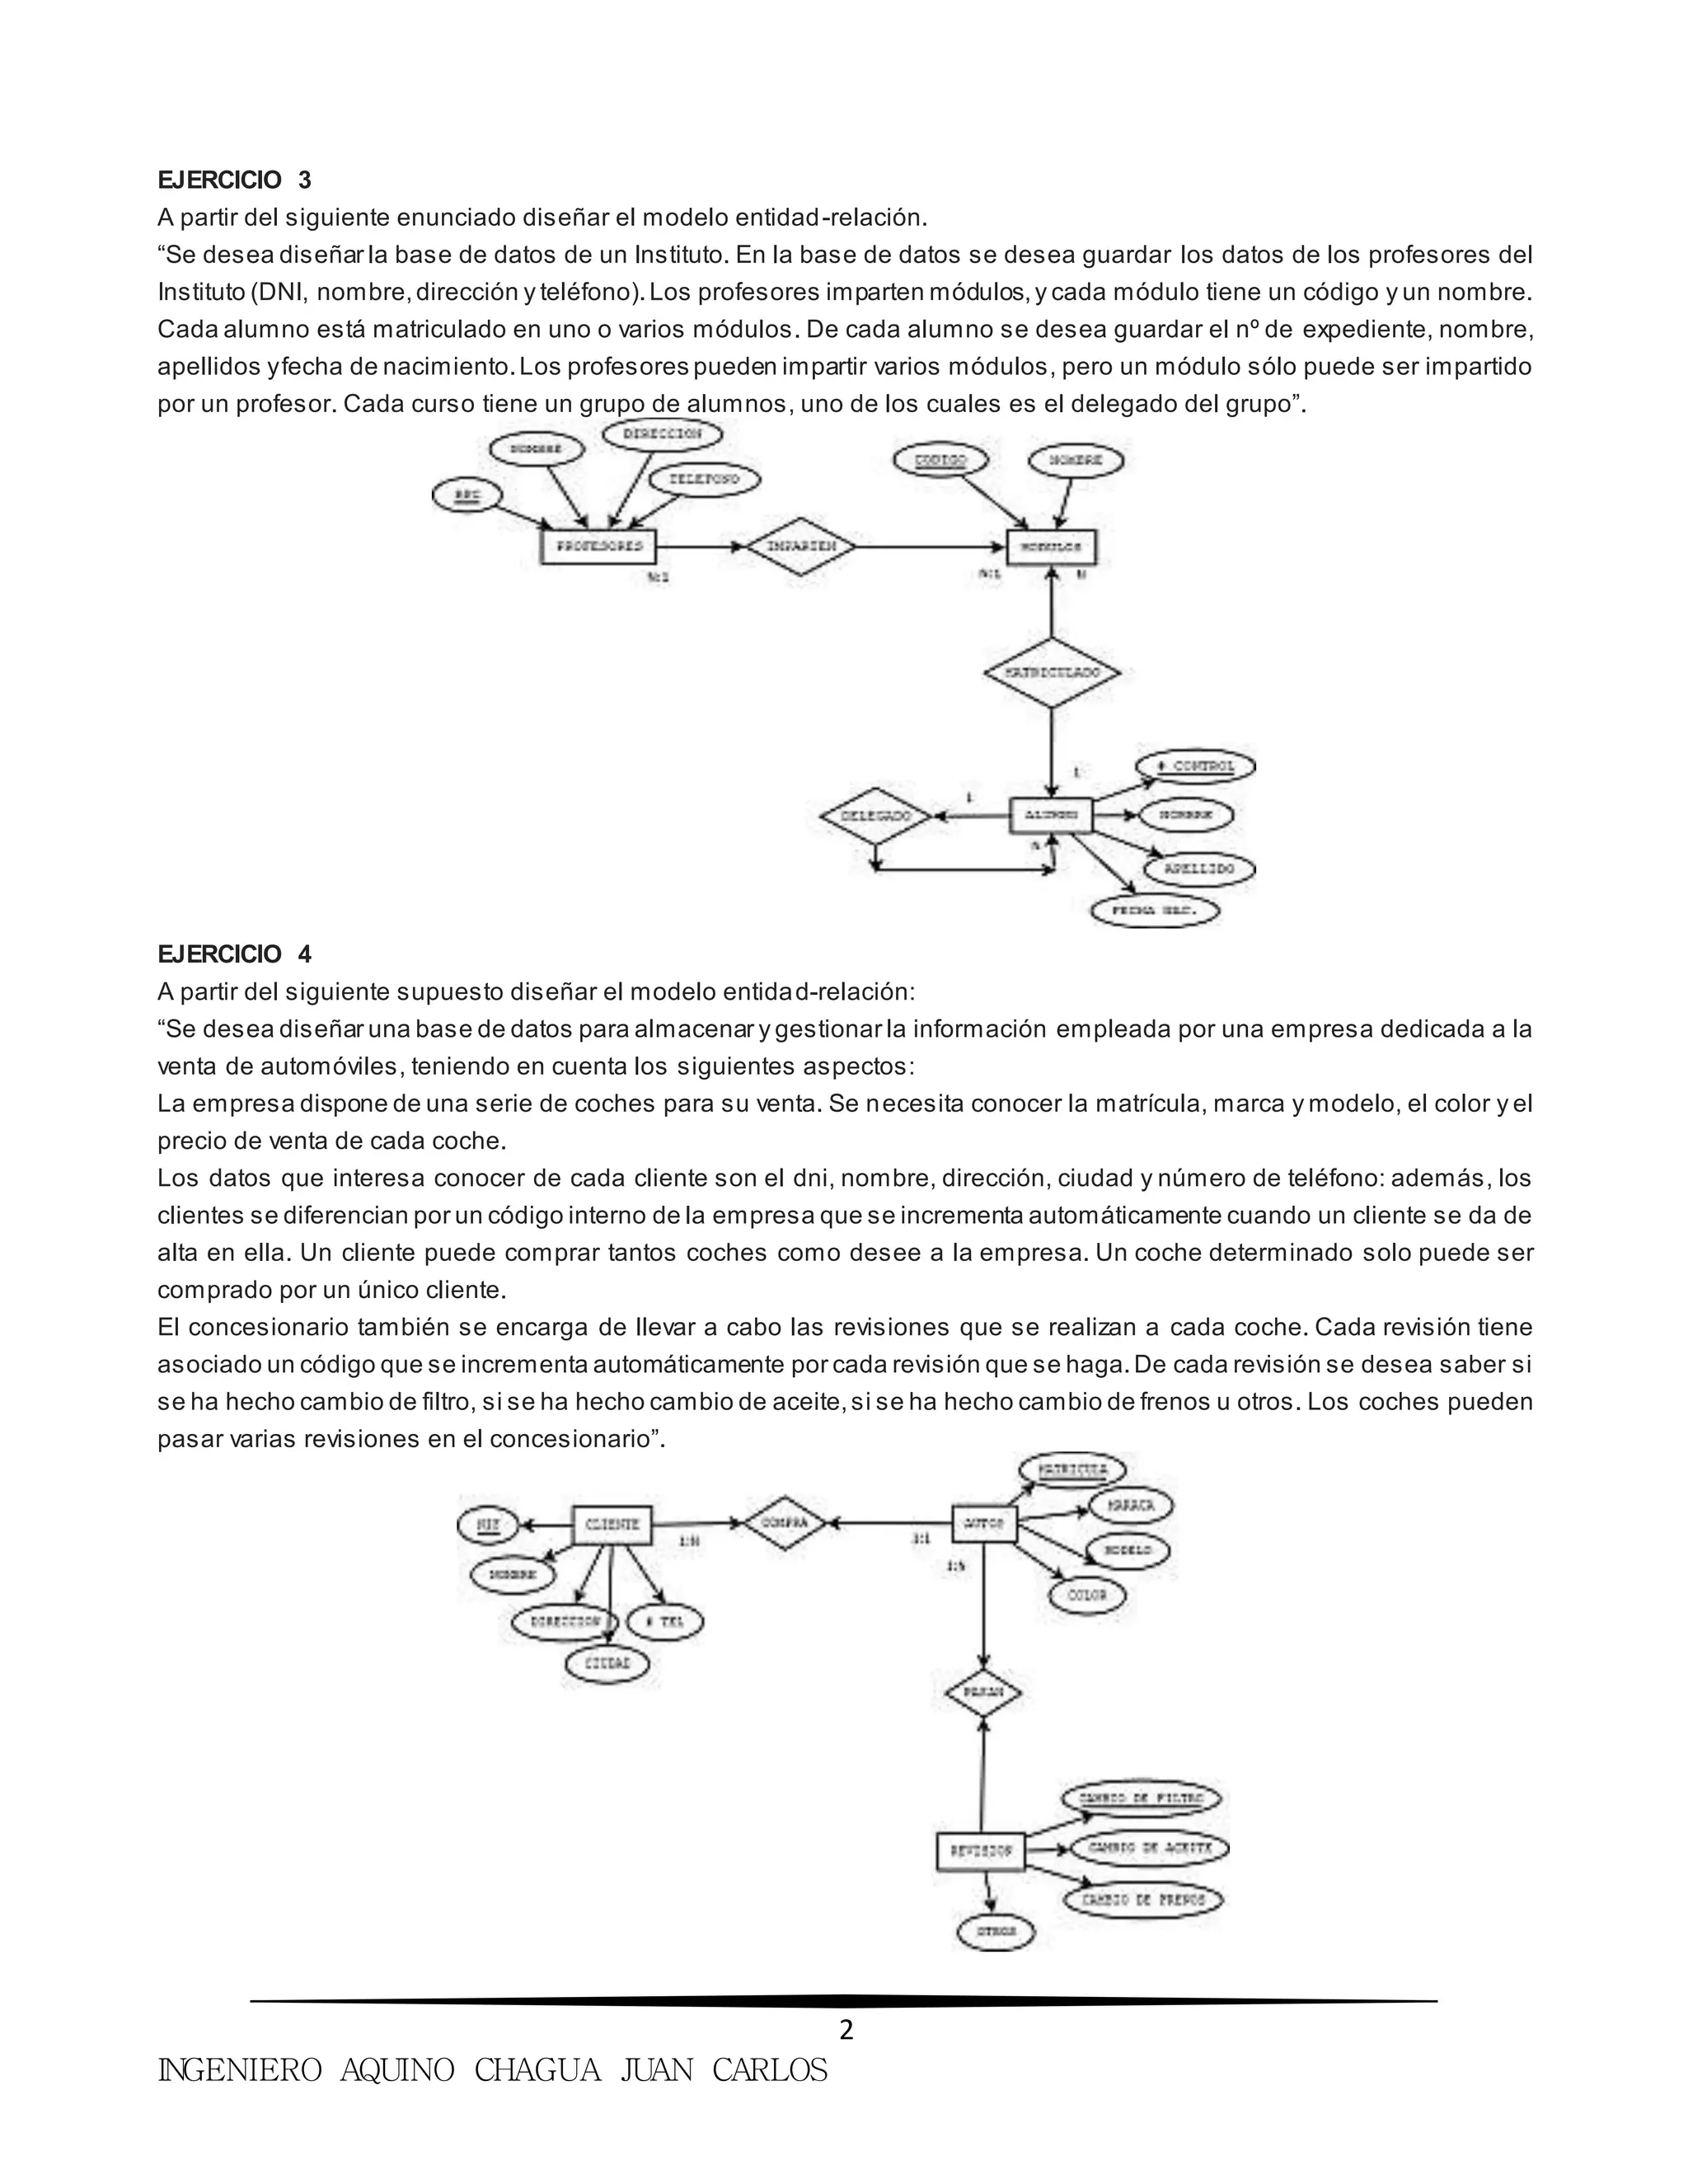 EJERCICIO 3
A partir del siguiente enunciado diseñar el modelo entidad-relación.
“Se desea diseñar la base de datos de un Instituto. En la base de datos se desea guardar los datos de los profesores del
Instituto (DNI, nombre, dirección y teléfono). Los profesores imparten módulos, y cada módulo tiene un código y un nombre.
Cada alumno está matriculado en uno o varios módulos. De cada alumno se desea guardar el nº de expediente, nombre,
apellidos y fecha de nacimiento. Los profesores pueden impartir varios módulos, pero un módulo sólo puede ser impartido
por un profesor. Cada curso tiene un grupo de alumnos, uno de los cuales es el delegado del grupo”.
DIRECCION
NOMBRE
TELEFONO
CODIGO
NOMBRE
PROFESORES
IMPARTEN
MODULOS
N:1
N:1
N
MATRICULADO
1
# CONTROL
DELEGADO
1
ALUMNO
NOMBRE
N
APELLIDO
FECHA NAC.
EJERCICIO 4
A partir del siguiente supuesto diseñar el modelo entidad-relación:
“Se desea diseñar una base de datos para almacenar y gestionar la información empleada por una empresa dedicada a la
venta de automóviles, teniendo en cuenta los siguientes aspectos:
La empresa dispone de una serie de coches para su venta. Se necesita conocer la matrícula, marca y modelo, el color y el
precio de venta de cada coche.
Los datos que interesa conocer de cada cliente son el dni, nombre, dirección, ciudad y número de teléfono: además, los
clientes se diferencian por un código interno de la empresa que se incrementa automáticamente cuando un cliente se da de
alta en ella. Un cliente puede comprar tantos coches como desee a la empresa. Un coche determinado solo puede ser
comprado por un único cliente.
El concesionario también se encarga de llevar a cabo las revisiones que se realizan a cada coche. Cada revisión tiene
asociado un código que se incrementa automáticamente por cada revisión que se haga. De cada revisión se desea saber si
se ha hecho cambio de filtro, si se ha hecho cambio de aceite, si se ha hecho cambio de frenos u otros. Los coches pueden
pasar varias revisiones en el concesionario”.
MATRICULA
MARACA
NIF
CLIENTE
COMPRA
AUTOS
1:N
1:1
MODELO
1:N
NOMBRE
COLOR
DIRECCION
# TEL
CIUDAD
PASAN
CAMBIO DE FILTRO
REVISION
CAMBIO DE ACEITE
CAMBIO DE FRENOS
OTROS
2
INGENIERO AQUINO CHAGUA JUAN CARLOS